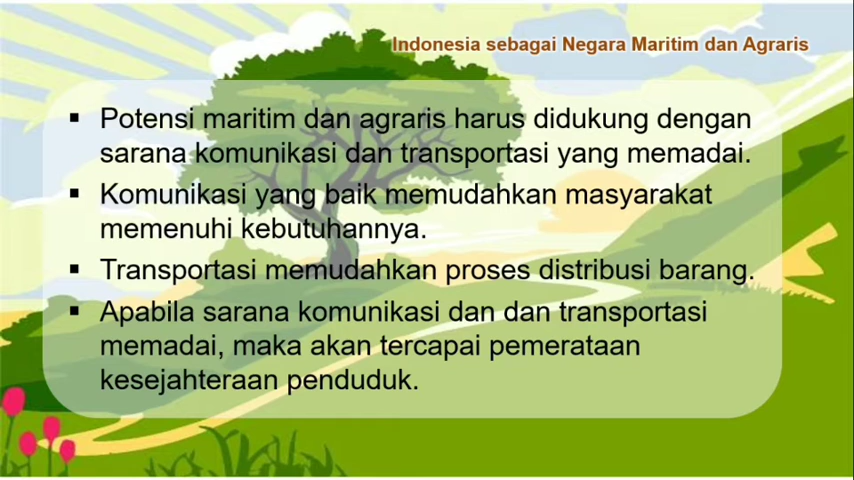 Indonesia sebagai Negara Maritim dan Agraris
▪ Potensi maritim dan agraris harus didukung dengan
sarana komunikasi dan transportasi yang memadai.
▪ Komunikasi yang baik memudahkan masyarakat
memenuhi kebutuhannya.
▪ Transportasi memudahkan proses distribusi barang.
▪ Apabila sarana komunikasi dan dan transportasi
memadai, maka akan tercapai pemerataan
kesejahteraan penduduk.